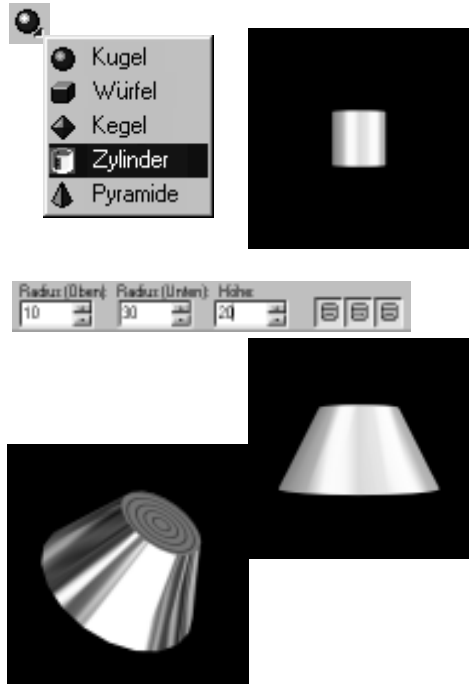 Kugel
Würfel
Kegel
Zylinder
Pyramide
Radius (Oben): Radius (Unten): Höhe:
10 30 20